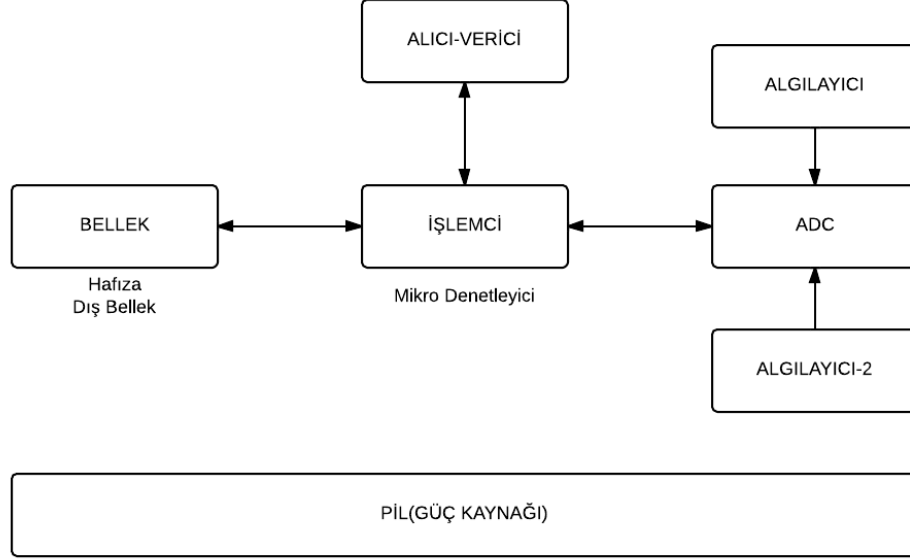 ALICI-VERİCİ
ALGILAYICI
BELLEK
İŞLEMCİ
ADC
Hafıza
Dış Bellek
Mikro Denetleyici
ALGILAYICI-2
PİL(GÜÇ KAYNAĞI)